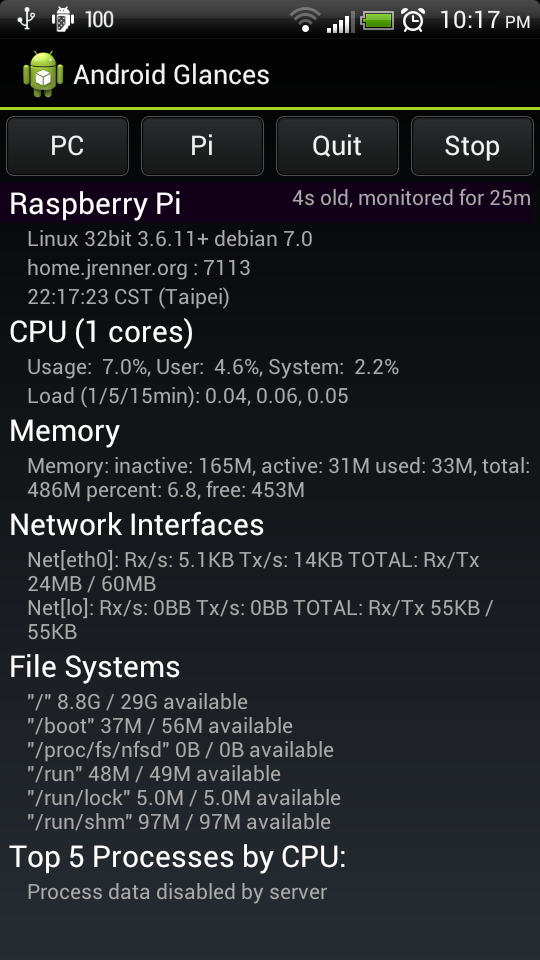 100
10:17 PM
Android Glances
PC
Pi
Quit
Stop
Raspberry Pi
4s old, monitored for 25m
Linux 32bit 3.6.11+ debian 7.0
home.jrenner.org : 7113
22:17:23 CST (Taipei)
CPU (1 cores)
Usage:  7.0%, User:  4.6%, System:  2.2%
Load (1/5/15min): 0.04, 0.06, 0.05
Memory
Memory: inactive: 165M, active: 31M used: 33M, total:
486M percent: 6.8, free: 453M
Network Interfaces
Net[eth0]: Rx/s: 5.1KB Tx/s: 14KB TOTAL: Rx/Tx
24MB / 60MB
Net[lo]: Rx/s: 0BB Tx/s: 0BB TOTAL: Rx/Tx 55KB /
55KB
File Systems
"/" 8.8G / 29G available
"/boot" 37M / 56M available
"/proc/fs/nfsd" 0B / 0B available
"/run" 48M / 49M available
"/run/lock" 5.0M / 5.0M available
"/run/shm" 97M / 97M available
Top 5 Processes by CPU:
Process data disabled by server